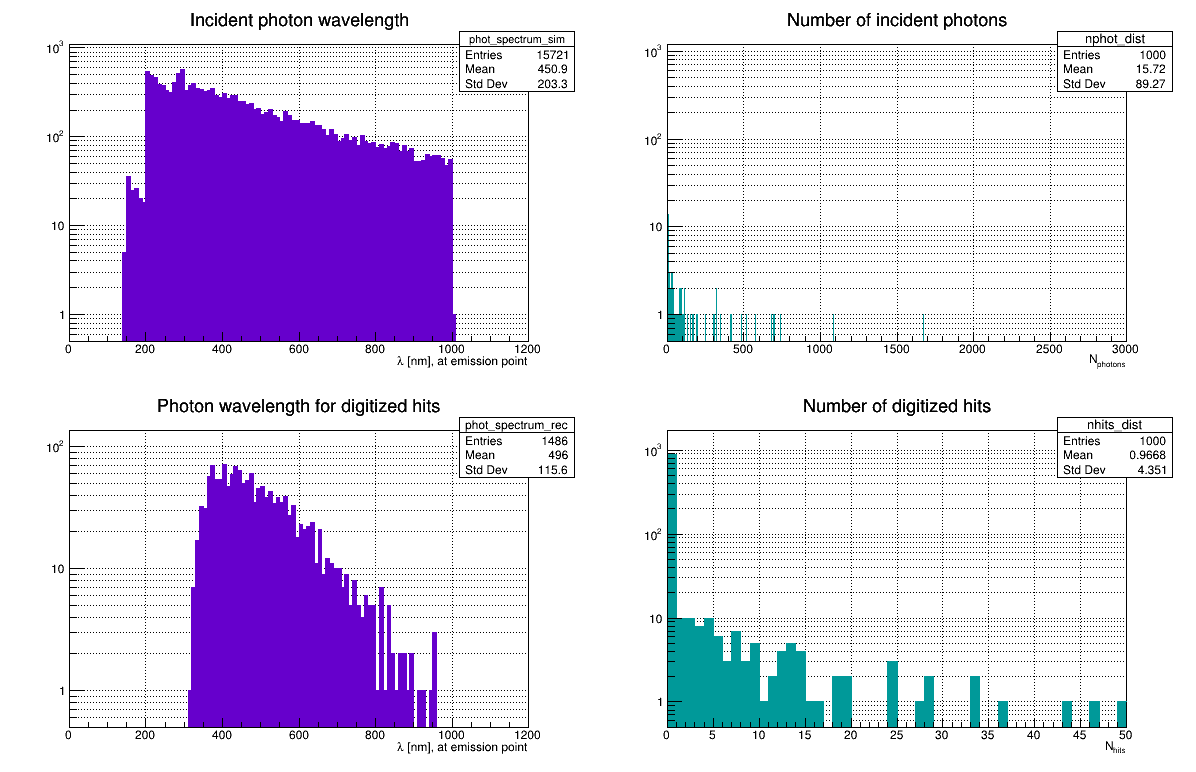 Incident photon wavelength
phot_spectrum_sim
Entries 15721
Mean 450.9
Std Dev 203.3
10³
10²
10
1
0 200 400 600 800 1000 1200
λ [nm], at emission point
Number of incident photons
nphot_dist
Entries 1000
Mean 15.72
Std Dev 89.27
10³
10²
10
1
0 500 1000 1500 2000 2500 3000
Nphotons
Photon wavelength for digitized hits
phot_spectrum_rec
Entries 1486
Mean 496
Std Dev 115.6
10²
10
1
0 200 400 600 800 1000 1200
λ [nm], at emission point
Number of digitized hits
nhits_dist
Entries 1000
Mean 0.9668
Std Dev 4.351
10³
10²
10
1
0 5 10 15 20 25 30 35 40 45 50
Nhits